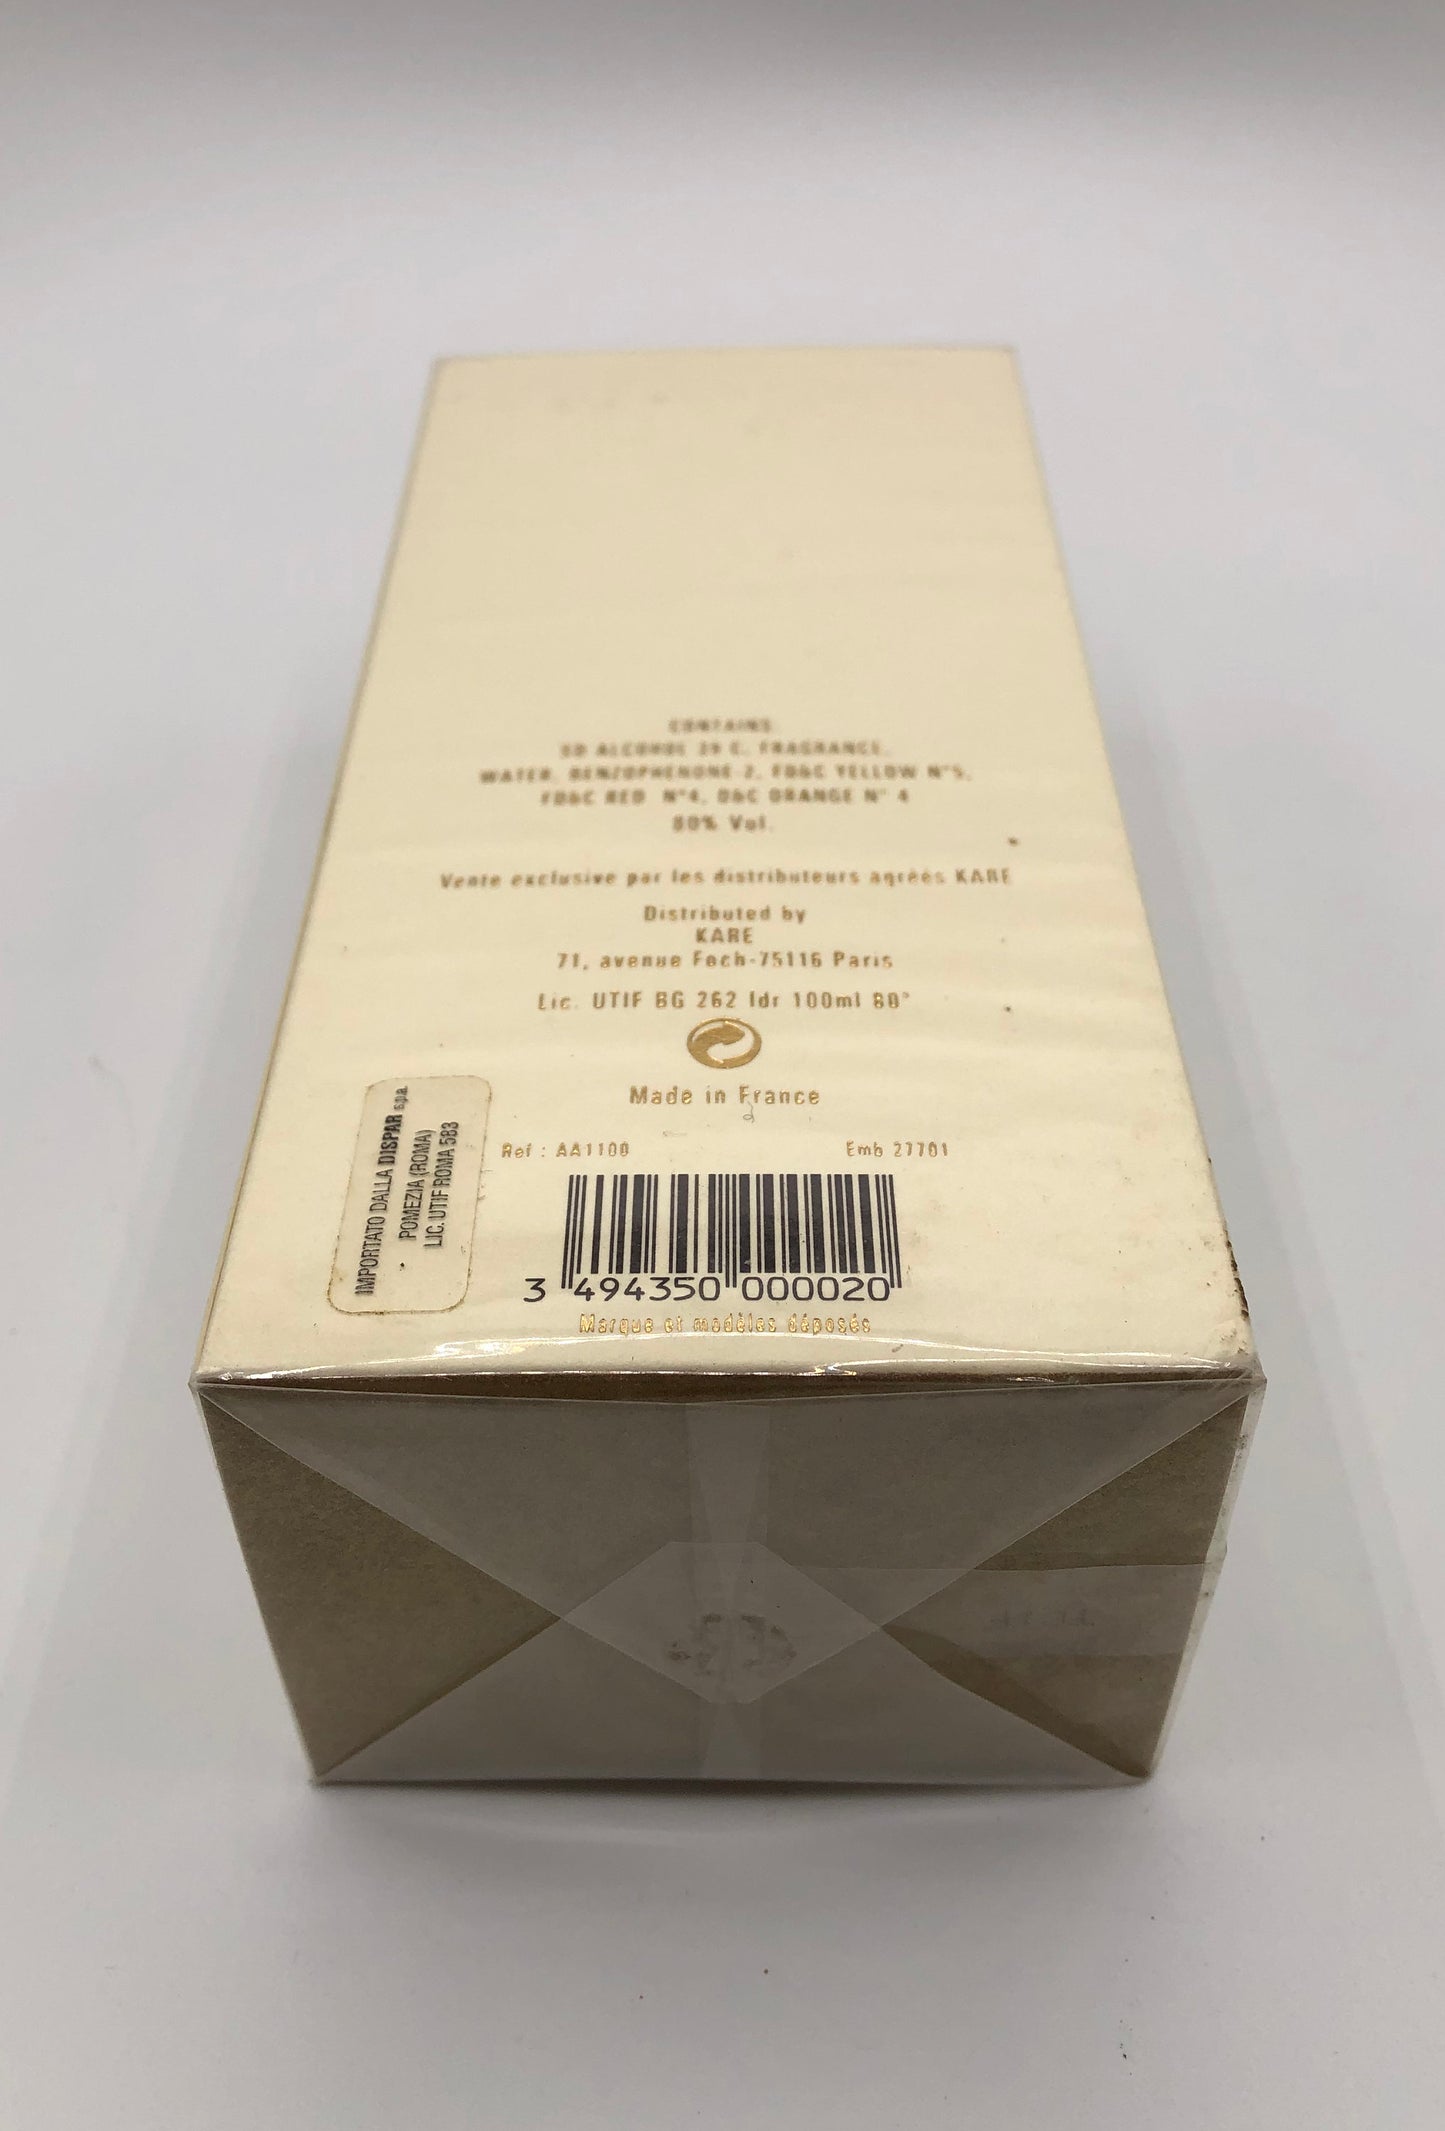 CONTAINS:
SD ALCOHOL 39 C, FRAGRANCE,
WATER, BENZOPHENONE-2, FD&C YELLOW N°5,
FD&C RED N°4, D&C ORANGE N° 4
80% Vol.
Vente exclusive par les distributeurs agréés KARE
Distributed by
KARE
71, avenue Foch-75116 Paris
Lic. UTIF BG 262 Idr 100ml 80°
Made in France
Ref : AA1100 Emb 27701
IMPORTATO DALLA DISPAR s.p.a.
POMEZIA (ROMA)
LIC. UTIF ROMA 583
3 494350 000020
Marque et modèles déposés